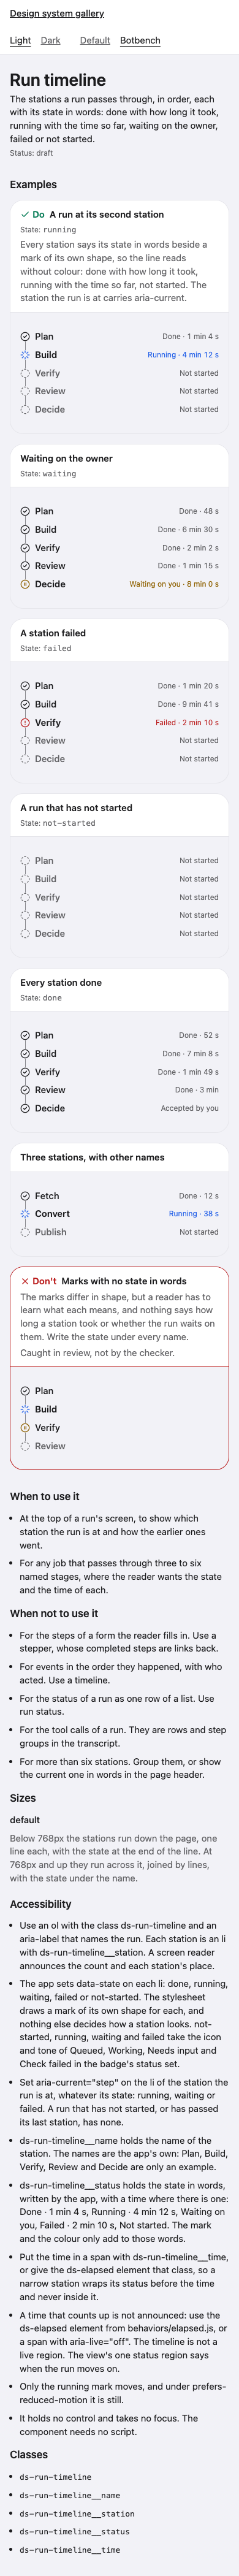 Design system gallery
Light Dark Default Botbench
Run timeline
The stations a run passes through, in order, each
with its state in words: done with how long it took,
running with the time so far, waiting on the owner,
failed or not started.
Status: draft
Examples
Do A run at its second station
State: running
Every station says its state in words beside a
mark of its own shape, so the line reads
without colour: done with how long it took,
running with the time so far, not started. The
station the run is at carries aria-current.
Plan Done · 1 min 4 s
Build Running · 4 min 12 s
Verify Not started
Review Not started
Decide Not started
Waiting on the owner
State: waiting
Plan Done · 48 s
Build Done · 6 min 30 s
Verify Done · 2 min 2 s
Review Done · 1 min 15 s
Decide Waiting on you · 8 min 0 s
A station failed
State: failed
Plan Done · 1 min 20 s
Build Done · 9 min 41 s
Verify Failed · 2 min 10 s
Review Not started
Decide Not started
A run that has not started
State: not-started
Plan Not started
Build Not started
Verify Not started
Review Not started
Decide Not started
Every station done
State: done
Plan Done · 52 s
Build Done · 7 min 8 s
Verify Done · 1 min 49 s
Review Done · 3 min
Decide Accepted by you
Three stations, with other names
Fetch Done · 12 s
Convert Running · 38 s
Publish Not started
Don't Marks with no state in words
The marks differ in shape, but a reader has to
learn what each means, and nothing says how
long a station took or whether the run waits on
them. Write the state under every name.
Caught in review, not by the checker.
Plan
Build
Verify
Review
When to use it
• At the top of a run's screen, to show which
station the run is at and how the earlier ones
went.
• For any job that passes through three to six
named stages, where the reader wants the state
and the time of each.
When not to use it
• For the steps of a form the reader fills in. Use a
stepper, whose completed steps are links back.
• For events in the order they happened, with who
acted. Use a timeline.
• For the status of a run as one row of a list. Use
run status.
• For the tool calls of a run. They are rows and step
groups in the transcript.
• For more than six stations. Group them, or show
the current one in words in the page header.
Sizes
default
Below 768px the stations run down the page, one
line each, with the state at the end of the line. At
768px and up they run across it, joined by lines,
with the state under the name.
Accessibility
• Use an ol with the class ds-run-timeline and an
aria-label that names the run. Each station is an li
with ds-run-timeline__station. A screen reader
announces the count and each station's place.
• The app sets data-state on each li: done, running,
waiting, failed or not-started. The stylesheet
draws a mark of its own shape for each, and
nothing else decides how a station looks. not-
started, running, waiting and failed take the icon
and tone of Queued, Working, Needs input and
Check failed in the badge's status set.
• Set aria-current="step" on the li of the station the
run is at, whatever its state: running, waiting or
failed. A run that has not started, or has passed
its last station, has none.
• ds-run-timeline__name holds the name of the
station. The names are the app's own: Plan, Build,
Verify, Review and Decide are only an example.
• ds-run-timeline__status holds the state in words,
written by the app, with a time where there is one:
Done · 1 min 4 s, Running · 4 min 12 s, Waiting on
you, Failed · 2 min 10 s, Not started. The mark
and the colour only add to those words.
• Put the time in a span with ds-run-timeline__time,
or give the ds-elapsed element that class, so a
narrow station wraps its status before the time
and never inside it.
• A time that counts up is not announced: use the
ds-elapsed element from behaviors/elapsed.js, or
a span with aria-live="off". The timeline is not a
live region. The view's one status region says
when the run moves on.
• Only the running mark moves, and under prefers-
reduced-motion it is still.
• It holds no control and takes no focus. The
component needs no script.
Classes
• ds-run-timeline
• ds-run-timeline__name
• ds-run-timeline__station
• ds-run-timeline__status
• ds-run-timeline__time